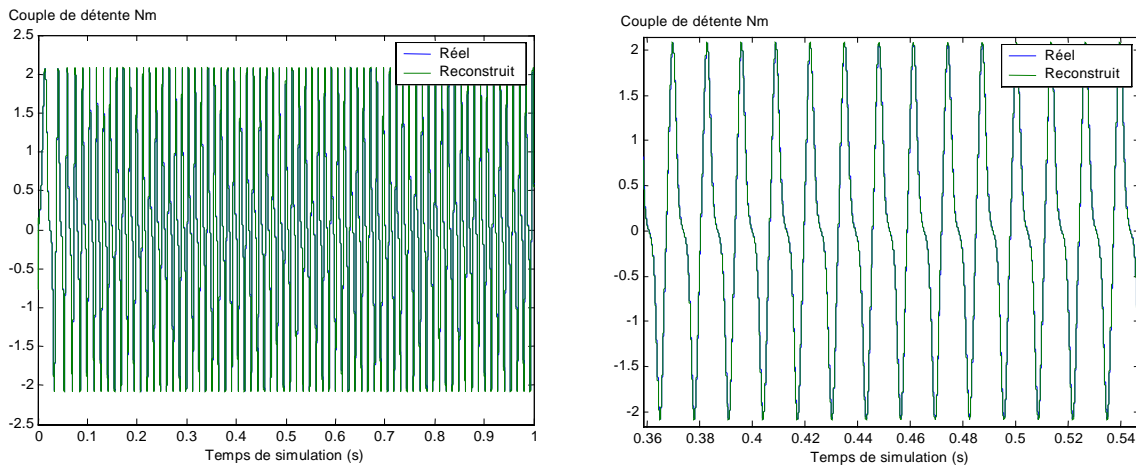 Couple de détente Nm
2.5
2
1.5
1
0.5
0
-0.5
-1
-1.5
-2
-2.5
0 0.1 0.2 0.3 0.4 0.5 0.6 0.7 0.8 0.9 1
Temps de simulation (s)
Réel
Reconstruit
Couple de détente Nm
2
1.5
1
0.5
0
-0.5
-1
-1.5
-2
0.36 0.38 0.4 0.42 0.44 0.46 0.48 0.5 0.52 0.54
Temps de simulation (s)
Réel
Reconstruit